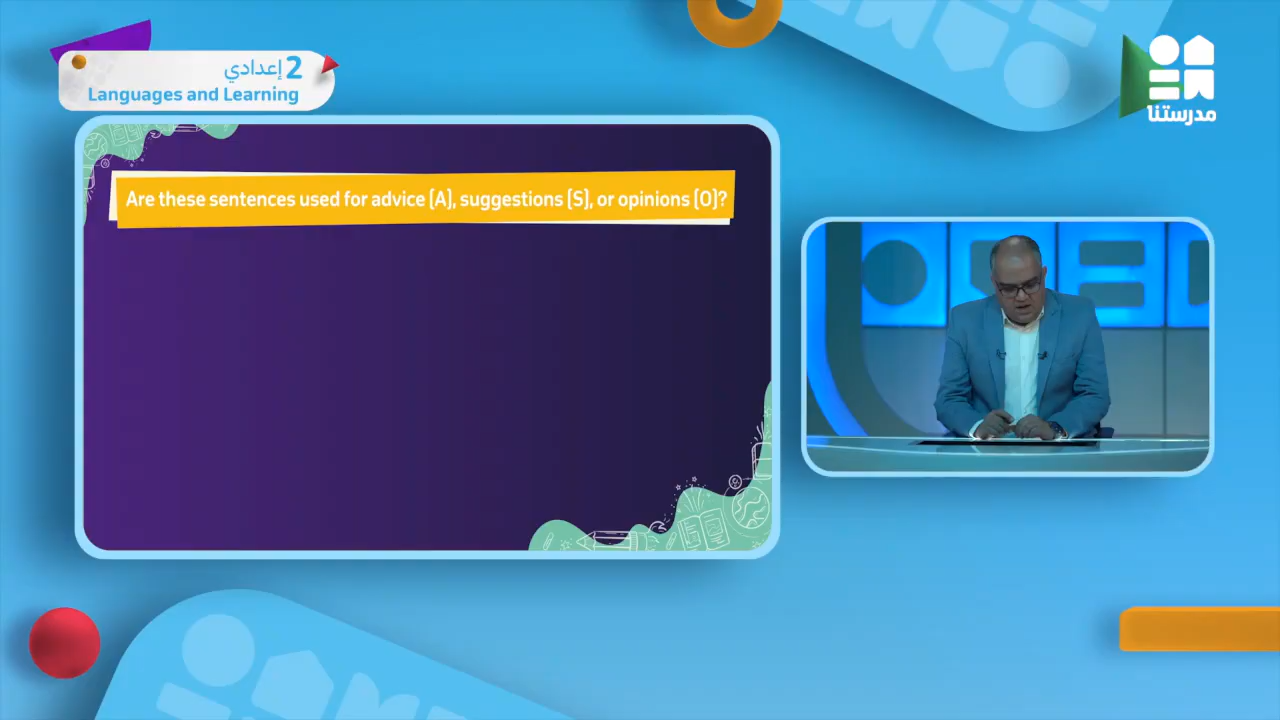 2 إعدادي
Languages and Learning
مدرستنا
Are these sentences used for advice (A), suggestions (S), or opinions (O)?